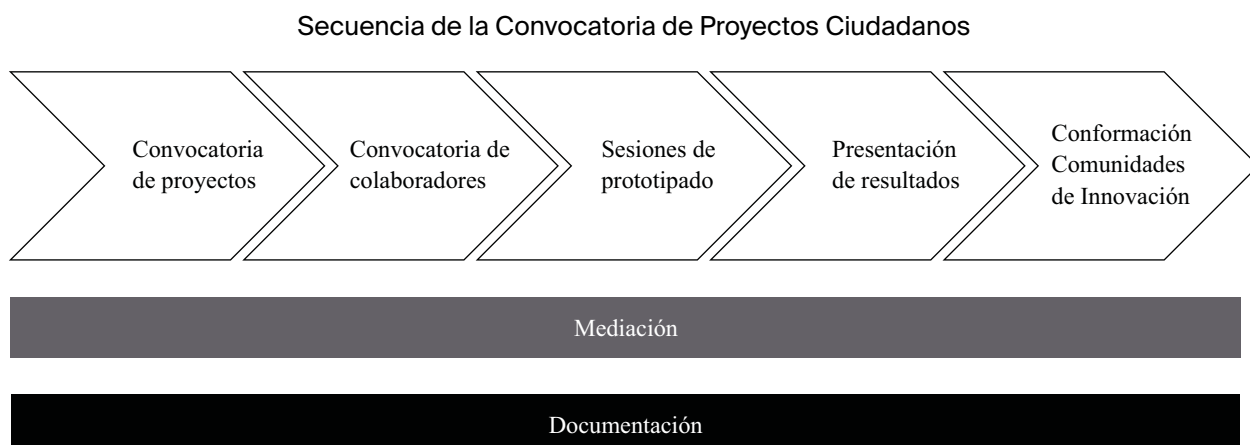 Secuencia de la Convocatoria de Proyectos Ciudadanos
Convocatoria
de proyectos
Convocatoria de
colaboradores
Sesiones de
prototipado
Presentación
de resultados
Conformación
Comunidades
de Innovación
Mediación
Documentación